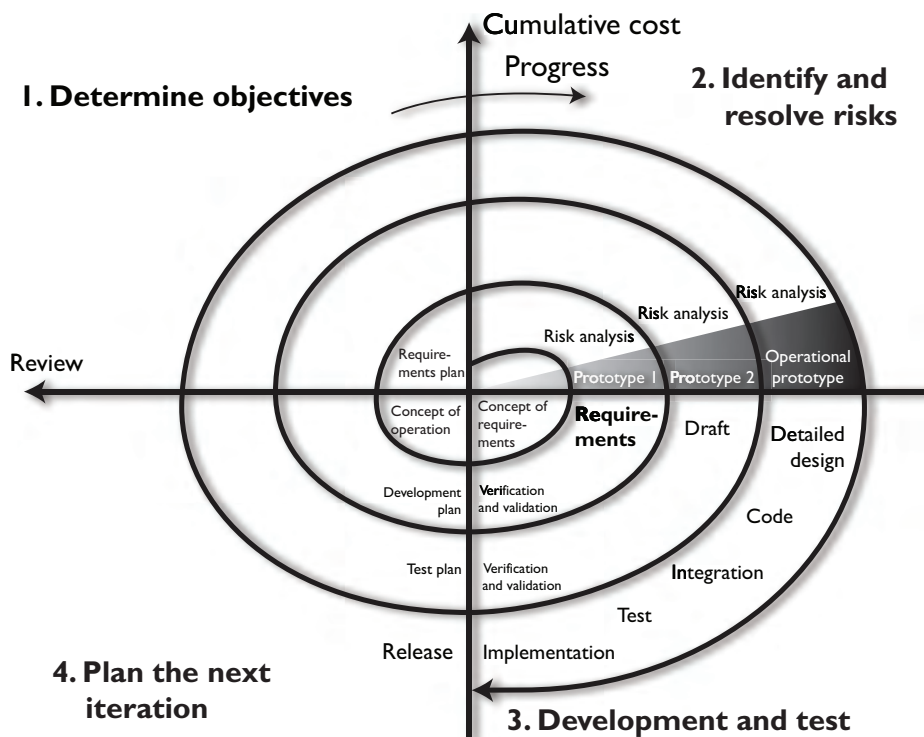 Cumulative cost
Progress
1. Determine objectives
2. Identify and
resolve risks
Risk analysis
Risk analysis
Risk analysis
Review
Require-
ments plan
Prototype 1
Prototype 2
Operational
prototype
Concept of
operation
Concept of
require-
ments
Require-
ments
Draft
Detailed
design
Development
plan
Verification
and validation
Code
Test plan
Verification
and validation
Integration
Test
Release
Implementation
4. Plan the next
iteration
3. Development and test